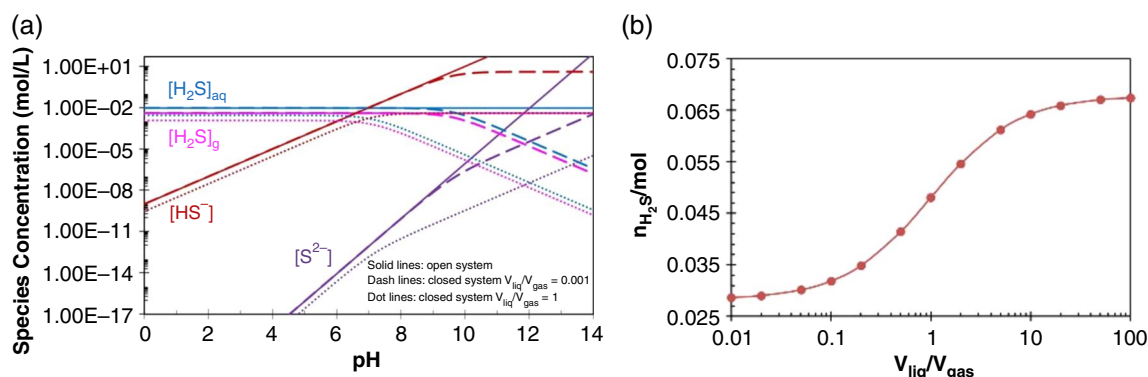 (a)
Species Concentration (mol/L)
1.00E+01
1.00E−02
1.00E−05
1.00E−08
1.00E−11
1.00E−14
1.00E−17
[H₂S]aq
[H₂S]g
[HS⁻]
[S²⁻]
Solid lines: open system
Dash lines: closed system Vliq/Vgas = 0.001
Dot lines: closed system Vliq/Vgas = 1
0 2 4 6 8 10 12 14
pH
(b)
nH₂S/mol
0.075
0.065
0.055
0.045
0.035
0.025
0.01 0.1 1 10 100
Vliq/Vgas